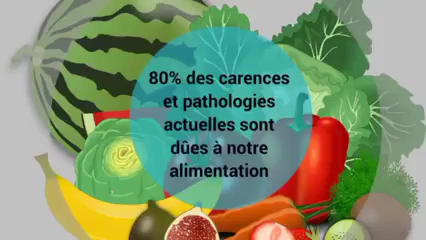 80% des carences
et pathologies
actuelles sont
dûes à notre
alimentation